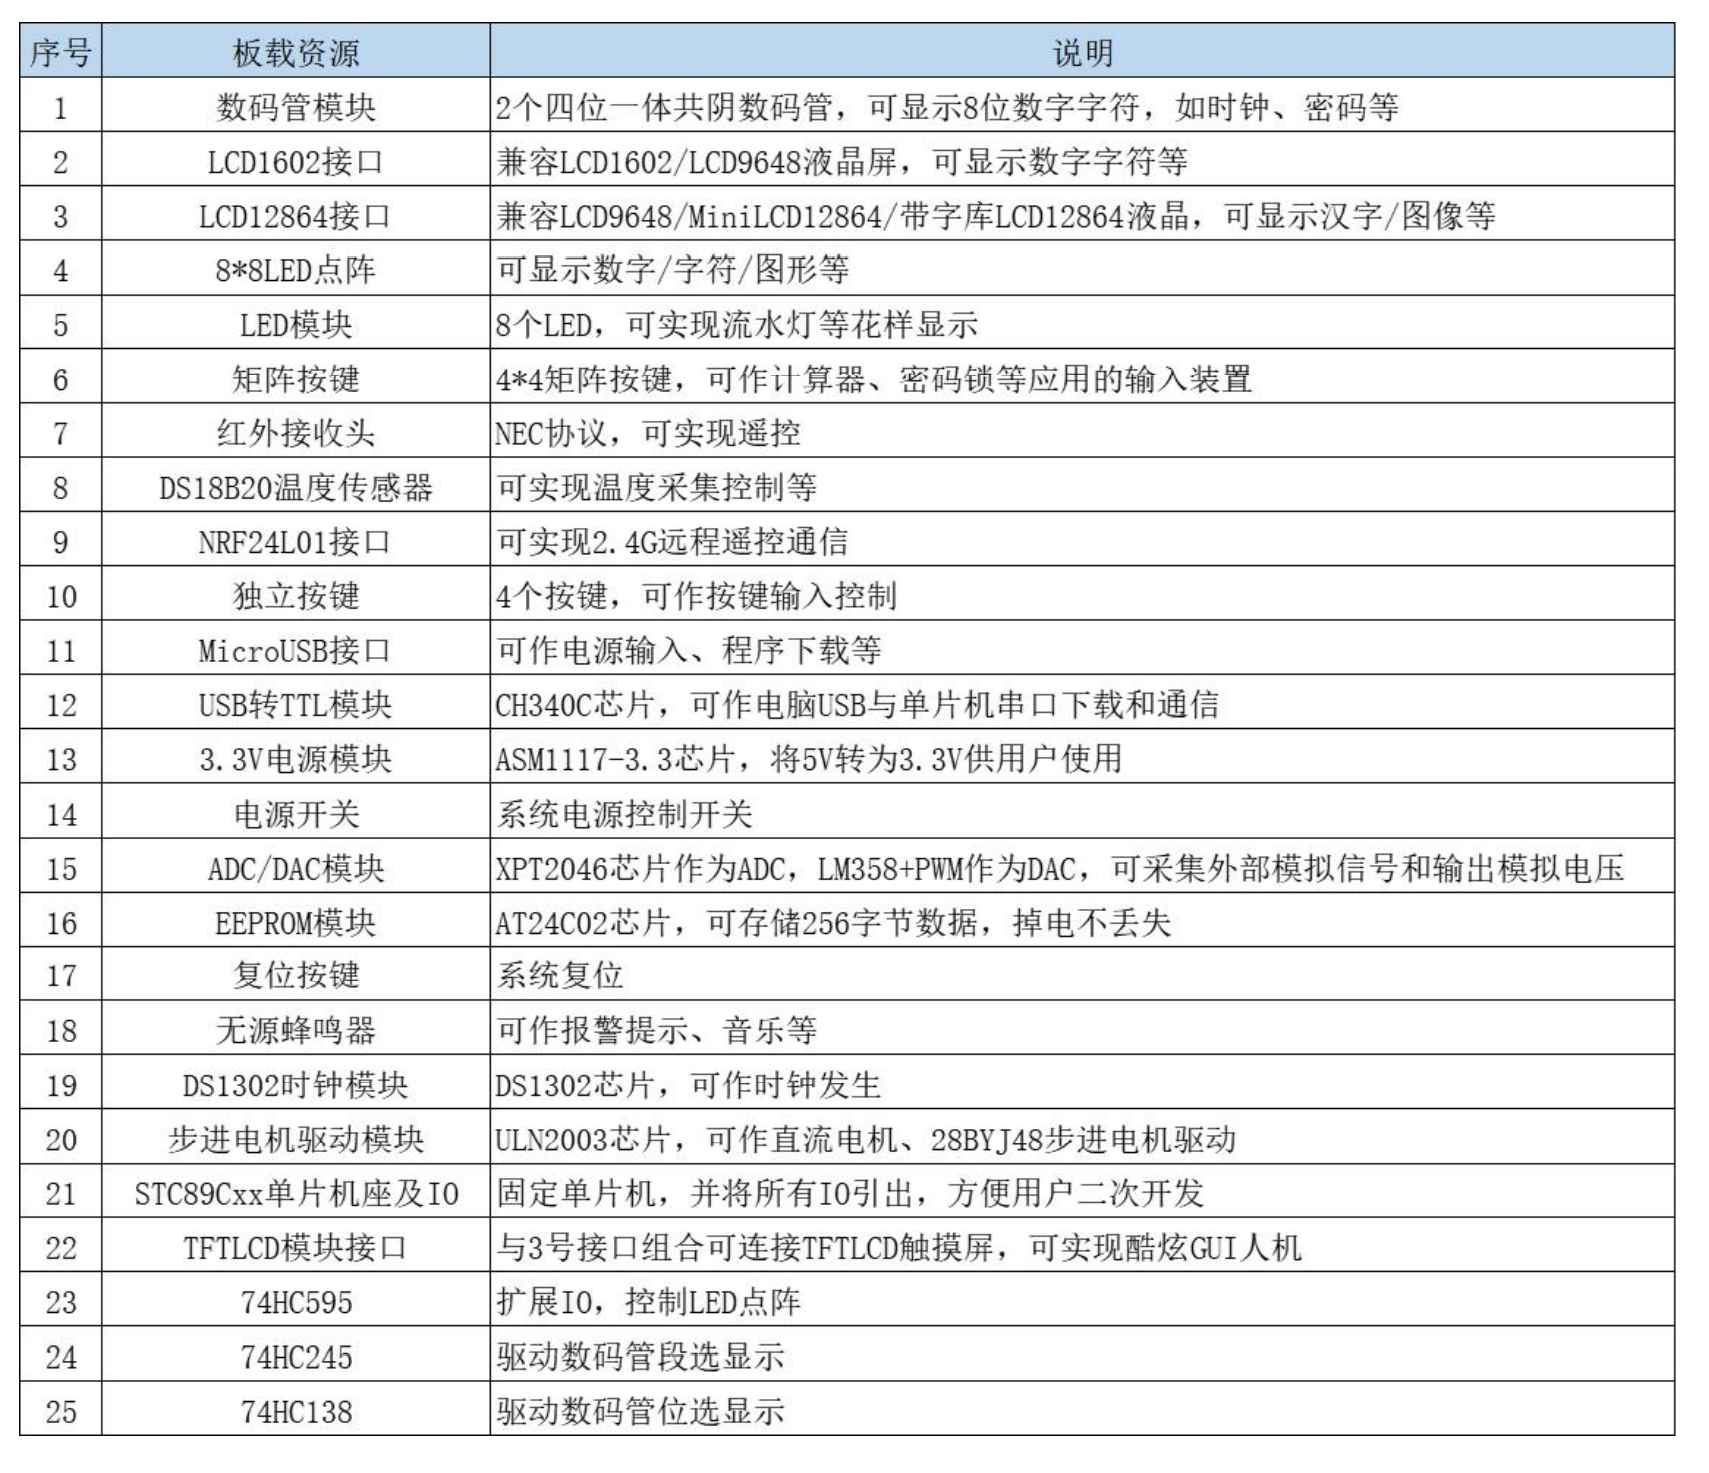 序号 板载资源 说明
1 数码管模块 2个四位一体共阴数码管，可显示8位数字字符，如时钟、密码等
2 LCD1602接口 兼容LCD1602/LCD9648液晶屏，可显示数字字符等
3 LCD12864接口 兼容LCD9648/MiniLCD12864/带字库LCD12864液晶，可显示汉字/图像等
4 8*8LED点阵 可显示数字/字符/图形等
5 LED模块 8个LED，可实现流水灯等花样显示
6 矩阵按键 4*4矩阵按键，可作计算器、密码锁等应用的输入装置
7 红外接收头 NEC协议，可实现遥控
8 DS18B20温度传感器 可实现温度采集控制等
9 NRF24L01接口 可实现2.4G远程遥控通信
10 独立按键 4个按键，可作按键输入控制
11 MicroUSB接口 可作电源输入、程序下载等
12 USB转TTL模块 CH340C芯片，可作电脑USB与单片机串口下载和通信
13 3.3V电源模块 ASM1117-3.3芯片，将5V转为3.3V供用户使用
14 电源开关 系统电源控制开关
15 ADC/DAC模块 XPT2046芯片作为ADC，LM358+PWM作为DAC，可采集外部模拟信号和输出模拟电压
16 EEPROM模块 AT24C02芯片，可存储256字节数据，掉电不丢失
17 复位按键 系统复位
18 无源蜂鸣器 可作报警提示、音乐等
19 DS1302时钟模块 DS1302芯片，可作时钟发生
20 步进电机驱动模块 ULN2003芯片，可作直流电机、28BYJ48步进电机驱动
21 STC89Cxx单片机座及IO 固定单片机，并将所有IO引出，方便用户二次开发
22 TFTLCD模块接口 与3号接口组合可连接TFTLCD触摸屏，可实现酷炫GUI人机
23 74HC595 扩展IO，控制LED点阵
24 74HC245 驱动数码管段选显示
25 74HC138 驱动数码管位选显示